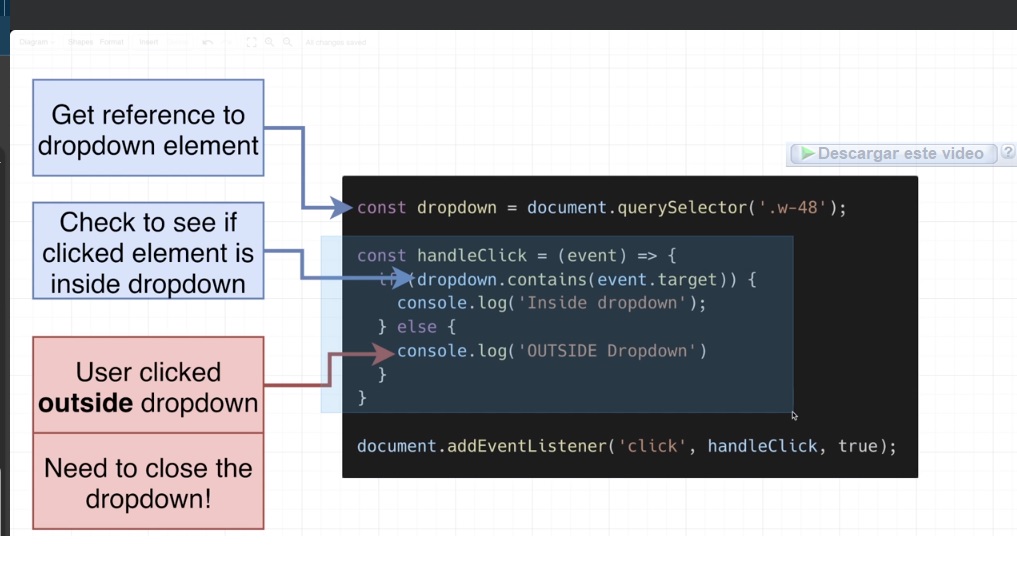 Diagram Shapes Format Insert All changes saved
Get reference to
dropdown element
Check to see if
clicked element is
inside dropdown
User clicked
outside dropdown
Need to close the
dropdown!
Descargar este video ?
const dropdown = document.querySelector('.w-48');
const handleClick = (event) => {
if (dropdown.contains(event.target)) {
console.log('Inside dropdown');
} else {
console.log('OUTSIDE Dropdown')
}
}
document.addEventListener('click', handleClick, true);